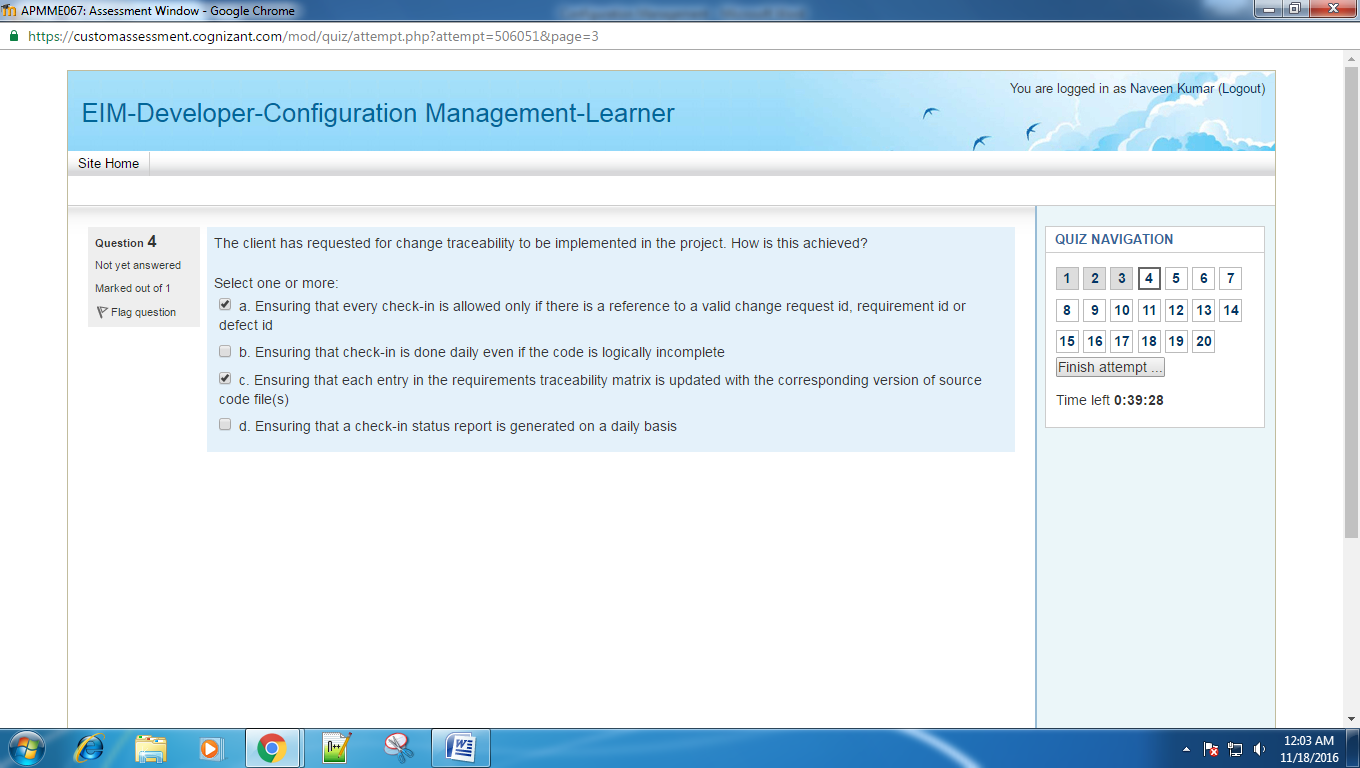 APMME067: Assessment Window - Google Chrome
https://customassessment.cognizant.com/mod/quiz/attempt.php?attempt=506051&page=3
You are logged in as Naveen Kumar (Logout)
EIM-Developer-Configuration Management-Learner
Site Home
Question 4
Not yet answered
Marked out of 1
Flag question
The client has requested for change traceability to be implemented in the project. How is this achieved?
Select one or more:
a. Ensuring that every check-in is allowed only if there is a reference to a valid change request id, requirement id or
defect id
b. Ensuring that check-in is done daily even if the code is logically incomplete
c. Ensuring that each entry in the requirements traceability matrix is updated with the corresponding version of source
code file(s)
d. Ensuring that a check-in status report is generated on a daily basis
QUIZ NAVIGATION
1 2 3 4 5 6 7
8 9 10 11 12 13 14
15 16 17 18 19 20
Finish attempt ...
Time left 0:39:28
12:03 AM
11/18/2016